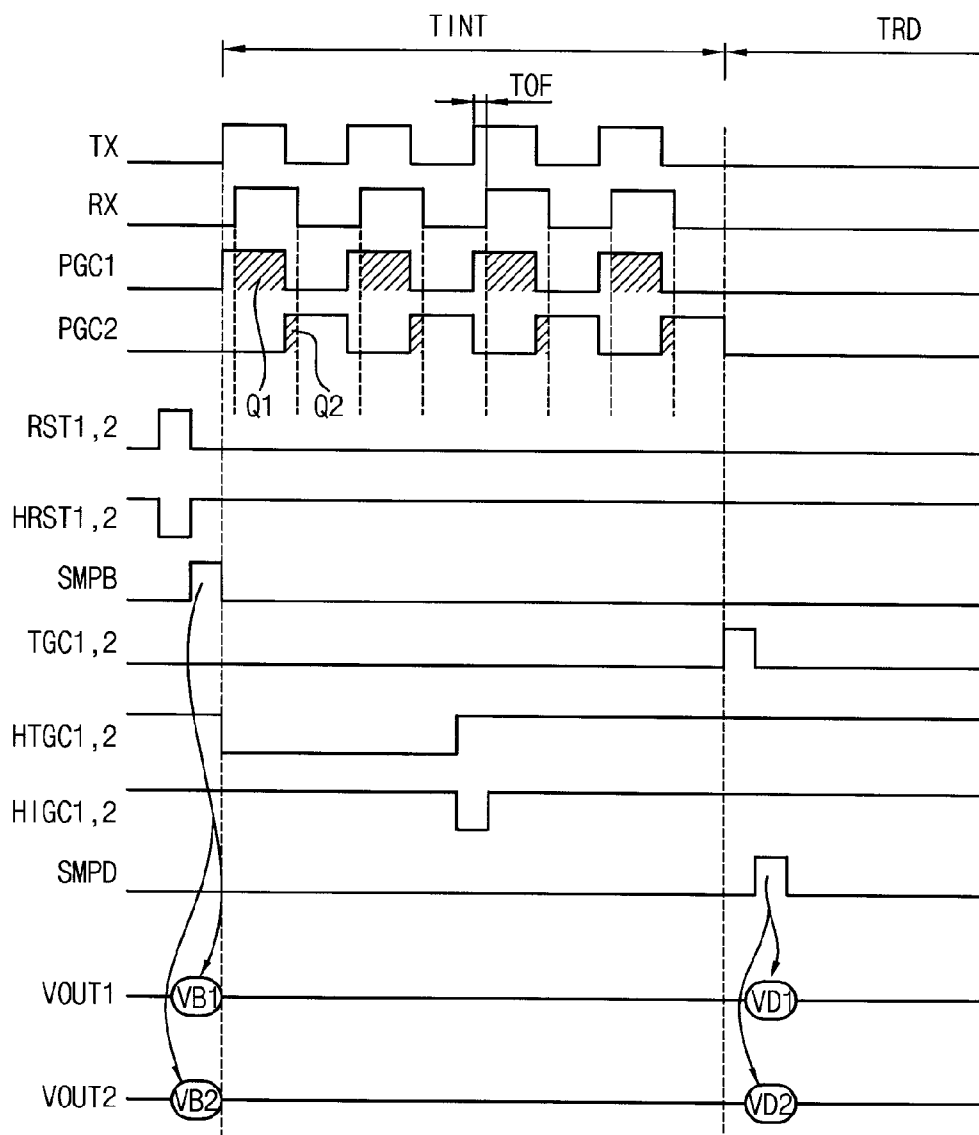 TINT TRD
TOF
TX
RX
PGC1
PGC2
Q1 Q2
RST1,2
HRST1,2
SMPB
TGC1,2
HTGC1,2
HIGC1,2
SMPD
VOUT1 VB1 VD1
VOUT2 VB2 VD2